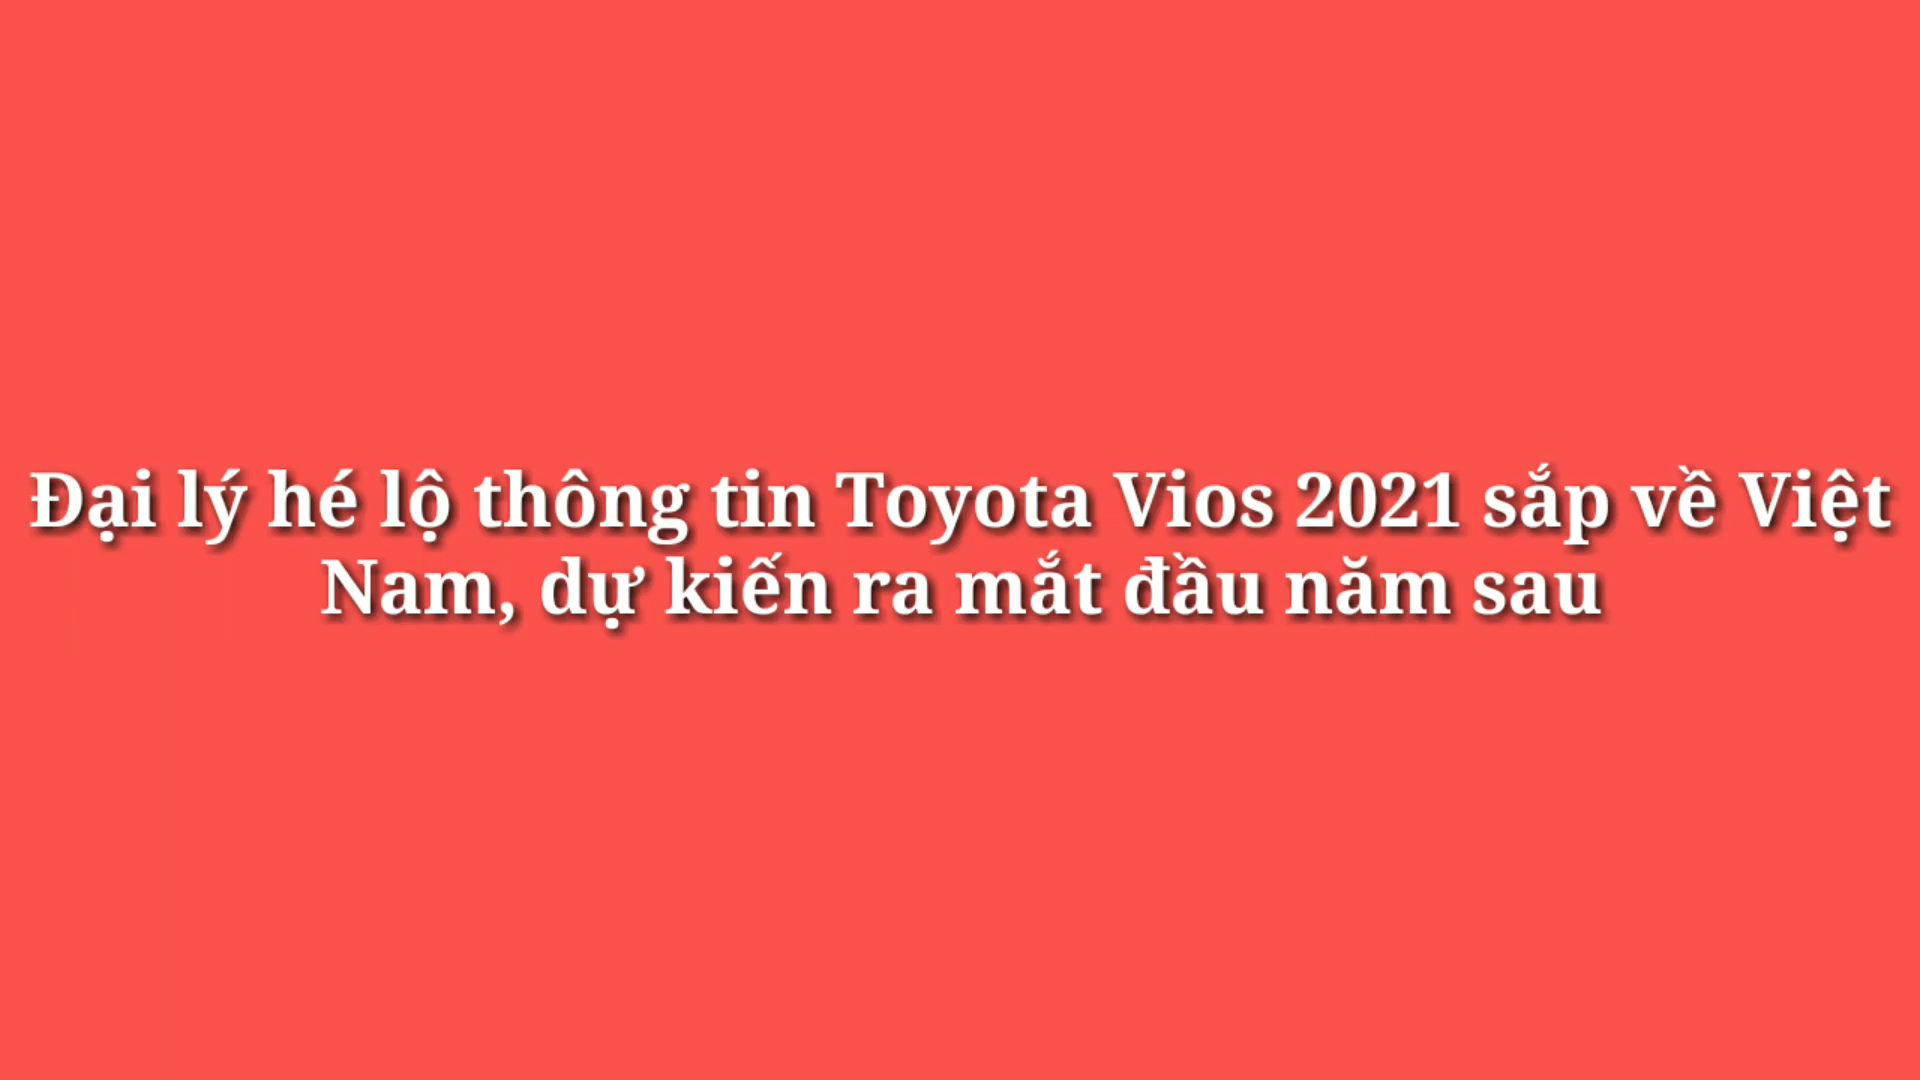 Đại lý hé lộ thông tin Toyota Vios 2021 sắp về Việt
Nam, dự kiến ra mắt đầu năm sau